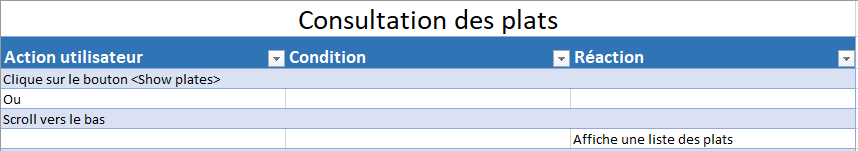 Consultation des plats
Action utilisateur Condition Réaction
Clique sur le bouton <Show plates>
Ou
Scroll vers le bas
Affiche une liste des plats